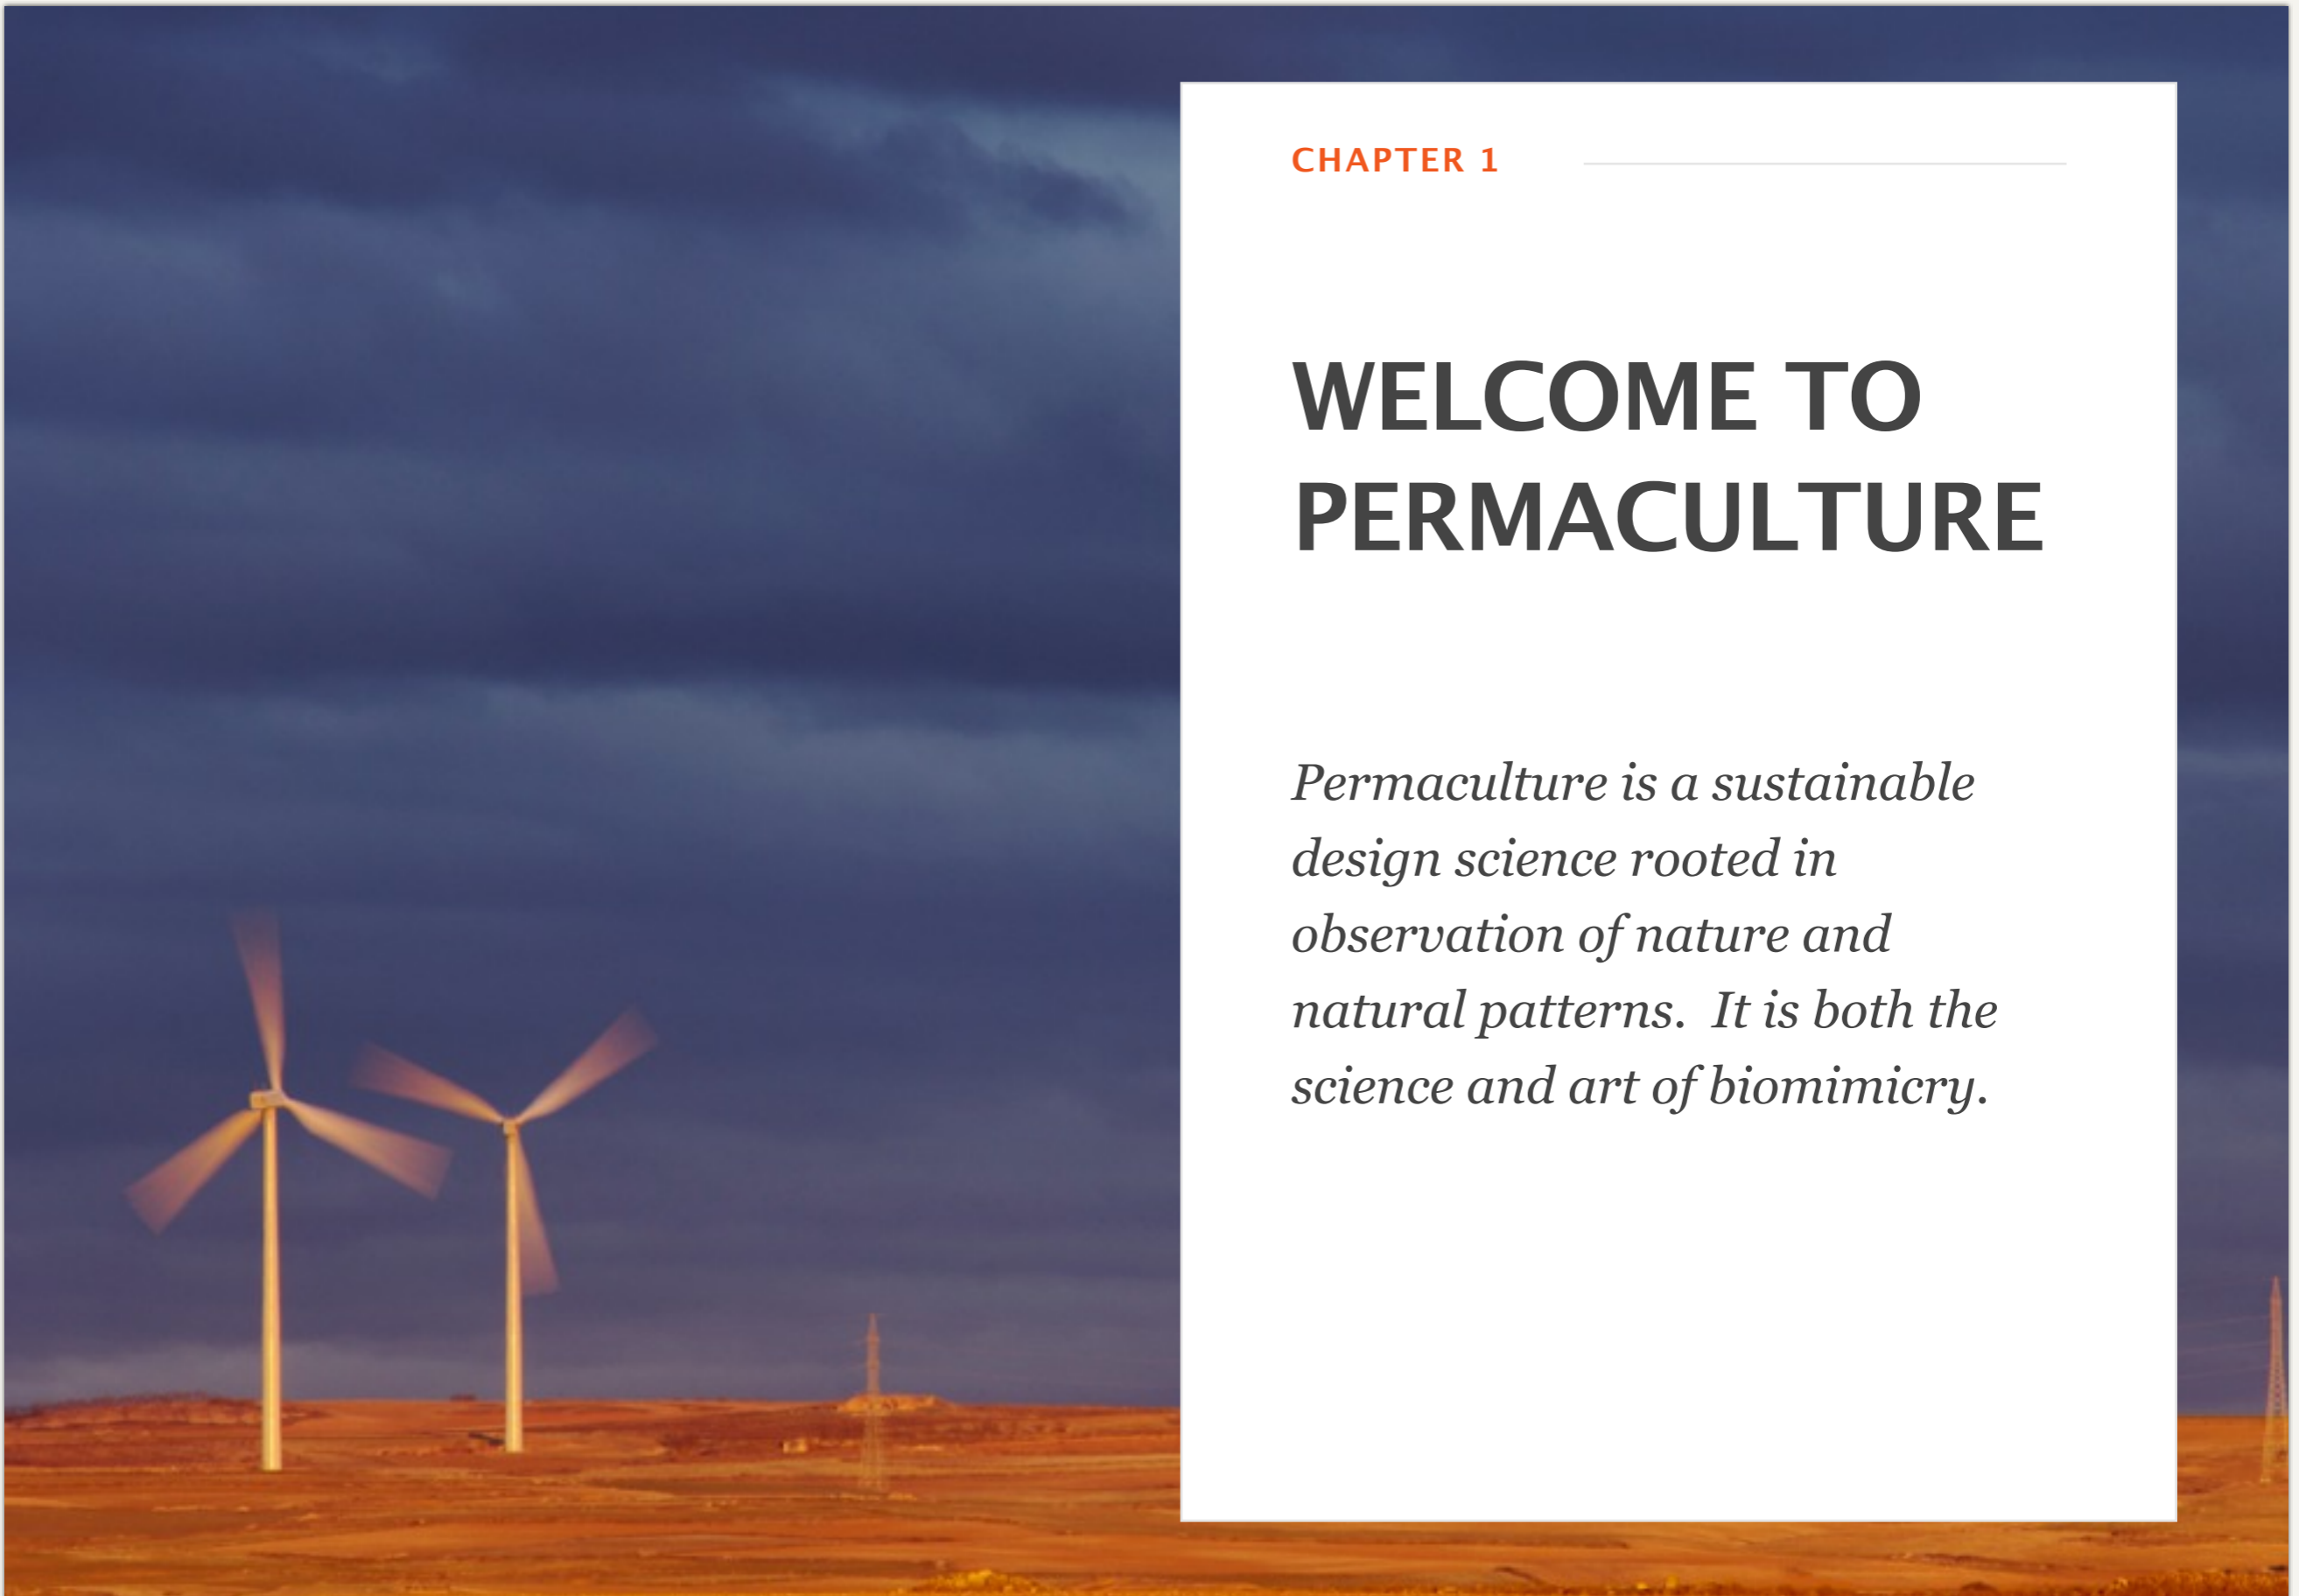 CHAPTER 1
WELCOME TO
PERMACULTURE
Permaculture is a sustainable
design science rooted in
observation of nature and
natural patterns.  It is both the
science and art of biomimicry.